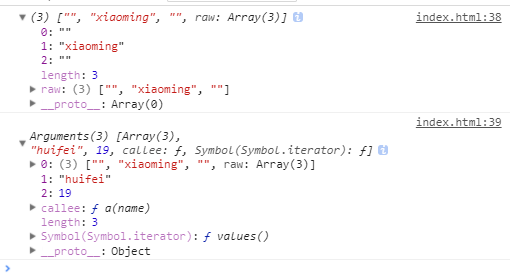 (3) ["", "xiaoming", "", raw: Array(3)] i index.html:38
0: ""
1: "xiaoming"
2: ""
length: 3
raw: (3) ["", "xiaoming", ""]
__proto__: Array(0)
index.html:39
Arguments(3) [Array(3),
"huifei", 19, callee: ƒ, Symbol(Symbol.iterator): ƒ] i
0: (3) ["", "xiaoming", "", raw: Array(3)]
1: "huifei"
2: 19
callee: ƒ a(name)
length: 3
Symbol(Symbol.iterator): ƒ values()
__proto__: Object